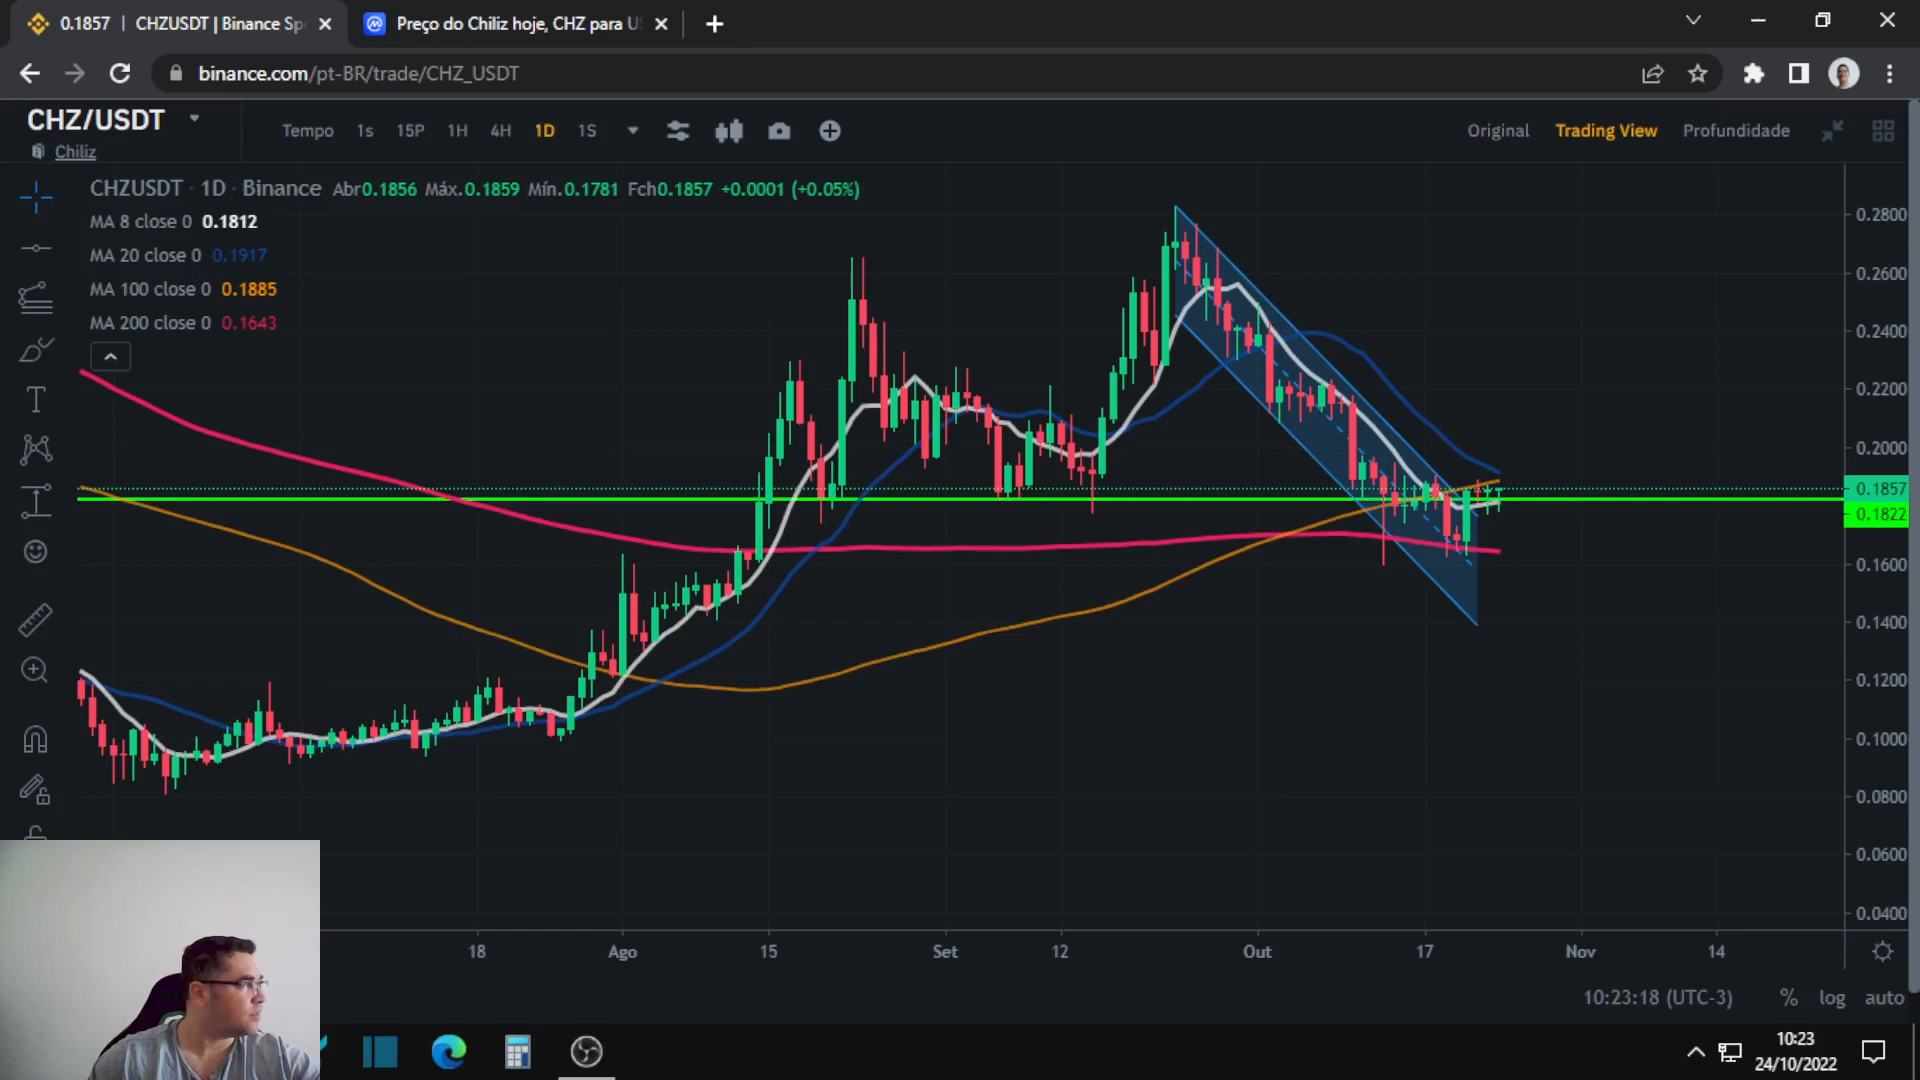 0.1857 | CHZUSDT | Binance Sp
Preço do Chiliz hoje, CHZ para U
binance.com/pt-BR/trade/CHZ_USDT
CHZ/USDT
Chiliz
Tempo 1s 15P 1H 4H 1D 1S
Original Trading View Profundidade
CHZUSDT · 1D · Binance Abr0.1856 Máx.0.1859 Mín.0.1781 Fch0.1857 +0.0001 (+0.05%)
MA 8 close 0 0.1812
MA 20 close 0 0.1917
MA 100 close 0 0.1885
MA 200 close 0 0.1643
0.2800
0.2600
0.2400
0.2200
0.2000
0.1857
0.1822
0.1600
0.1400
0.1200
0.1000
0.0800
0.0600
0.0400
18 Ago 15 Set 12 Out 17 Nov 14
10:23:18 (UTC-3) % log auto
10:23
24/10/2022